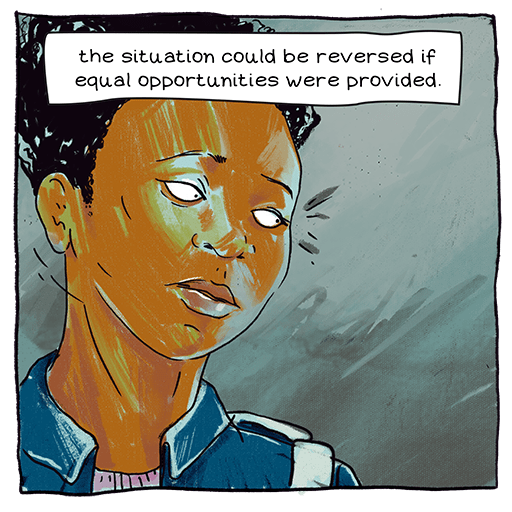 the situation could be reversed if
equal opportunities were provided.